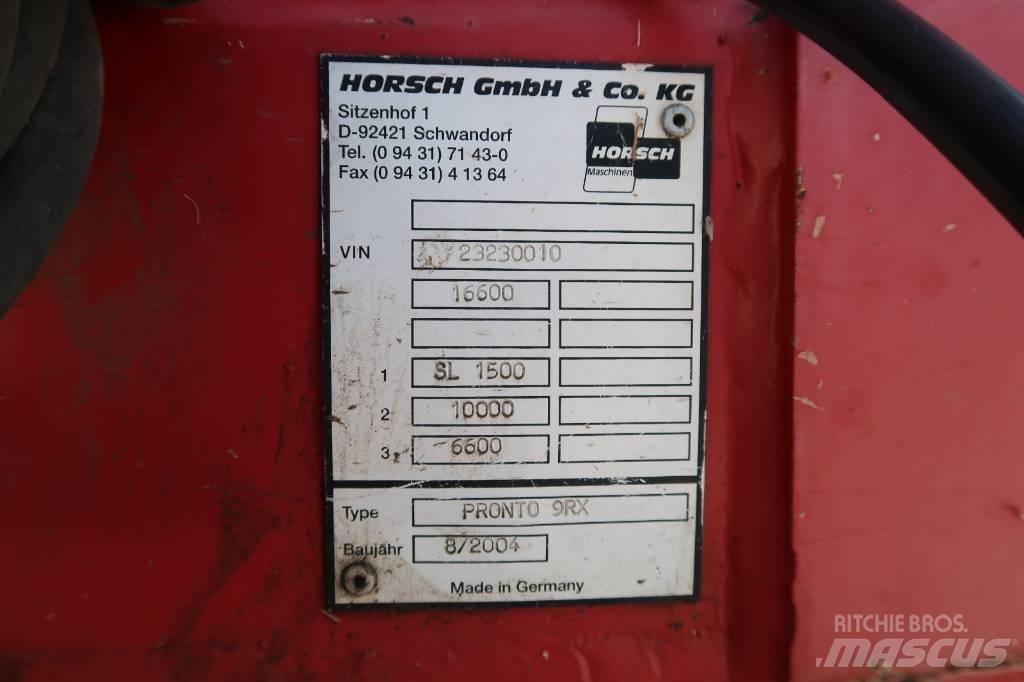 HORSCH GmbH & Co. KG
Sitzenhof 1
D-92421 Schwandorf
Tel. (0 94 31) 71 43-0
Fax (0 94 31) 4 13 64
HORSCH
Maschinen
VIN 23230010
16600
1 SL 1500
2 10000
3 6600
Type PRONTO 9RX
Baujahr 8/2004
Made in Germany
RITCHIE BROS.
MASCUS